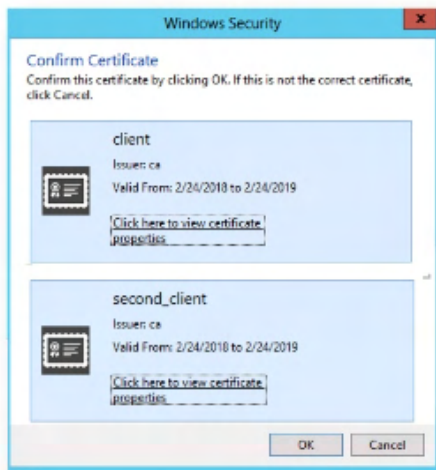 Windows Security
x
Confirm Certificate
Confirm this certificate by clicking OK. If this is not the correct certificate,
click Cancel.
client
Issuer: ca
Valid From: 2/24/2018 to 2/24/2019
Click here to view certificate
properties
second_client
Issuer: ca
Valid From: 2/24/2018 to 2/24/2019
Click here to view certificate
properties
OK
Cancel